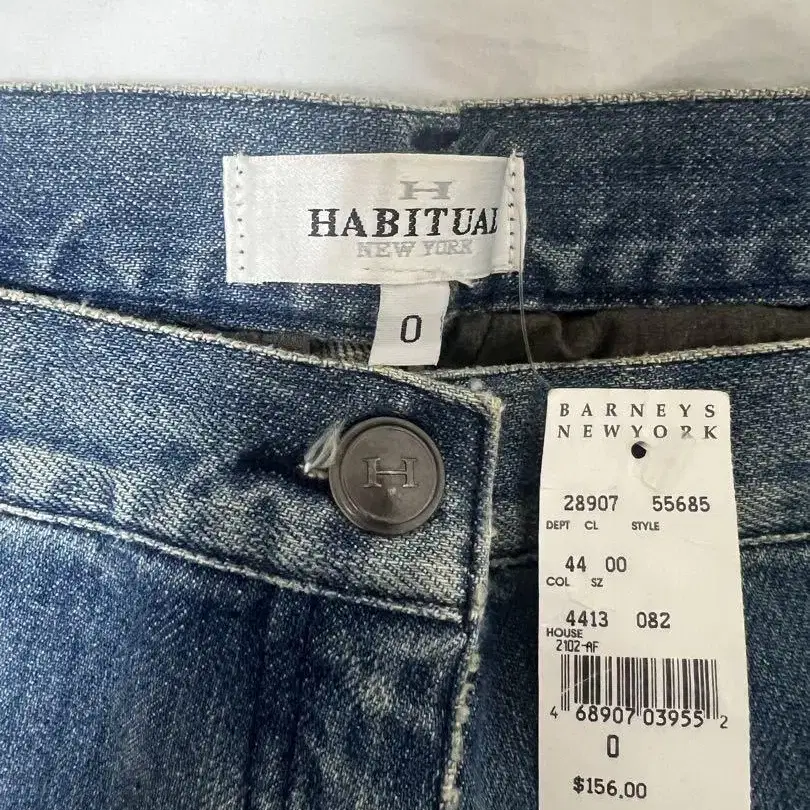 H
HABITUAL
NEW YORK
0
H
BARNEYS
NEW YORK
28907 55685
DEPT CL STYLE
44 00
COL SZ
4413 082
HOUSE
2102-AF
4 68907 03955 2
0
$156.00